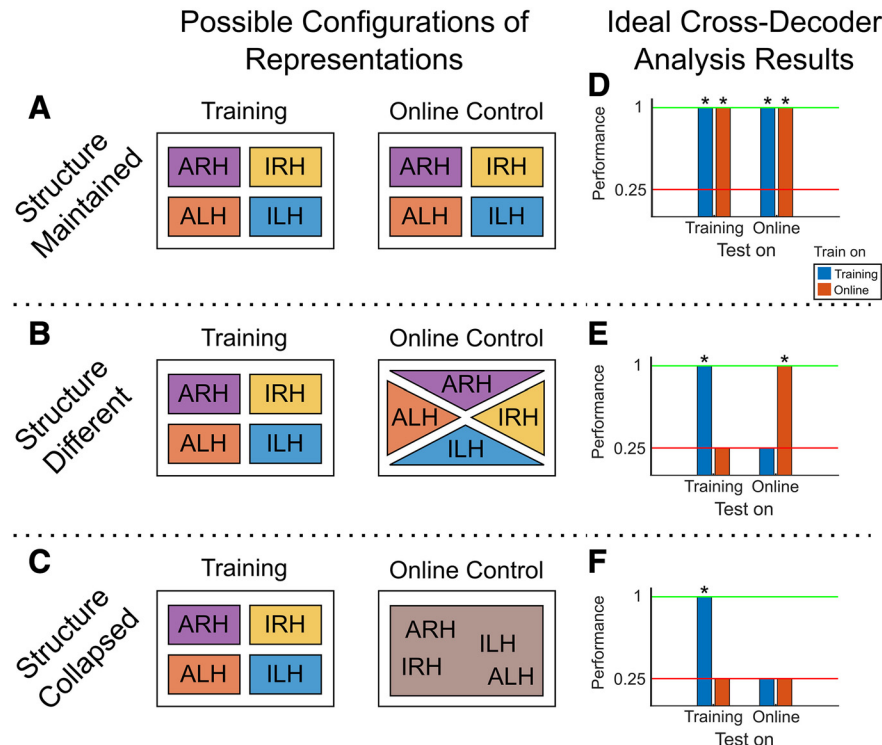 Possible Configurations of
Representations
Ideal Cross-Decoder
Analysis Results
A
Structure
Maintained
Training
ARH
IRH
ALH
ILH
Online Control
ARH
IRH
ALH
ILH
D
Performance
1
0.25
* * * *
Training Online
Test on
Train on
Training
Online
B
Structure
Different
Training
ARH
IRH
ALH
ILH
Online Control
ARH
ALH
IRH
ILH
E
Performance
1
0.25
* *
Training Online
Test on
C
Structure
Collapsed
Training
ARH
IRH
ALH
ILH
Online Control
ARH
ILH
IRH
ALH
F
Performance
1
0.25
*
Training Online
Test on